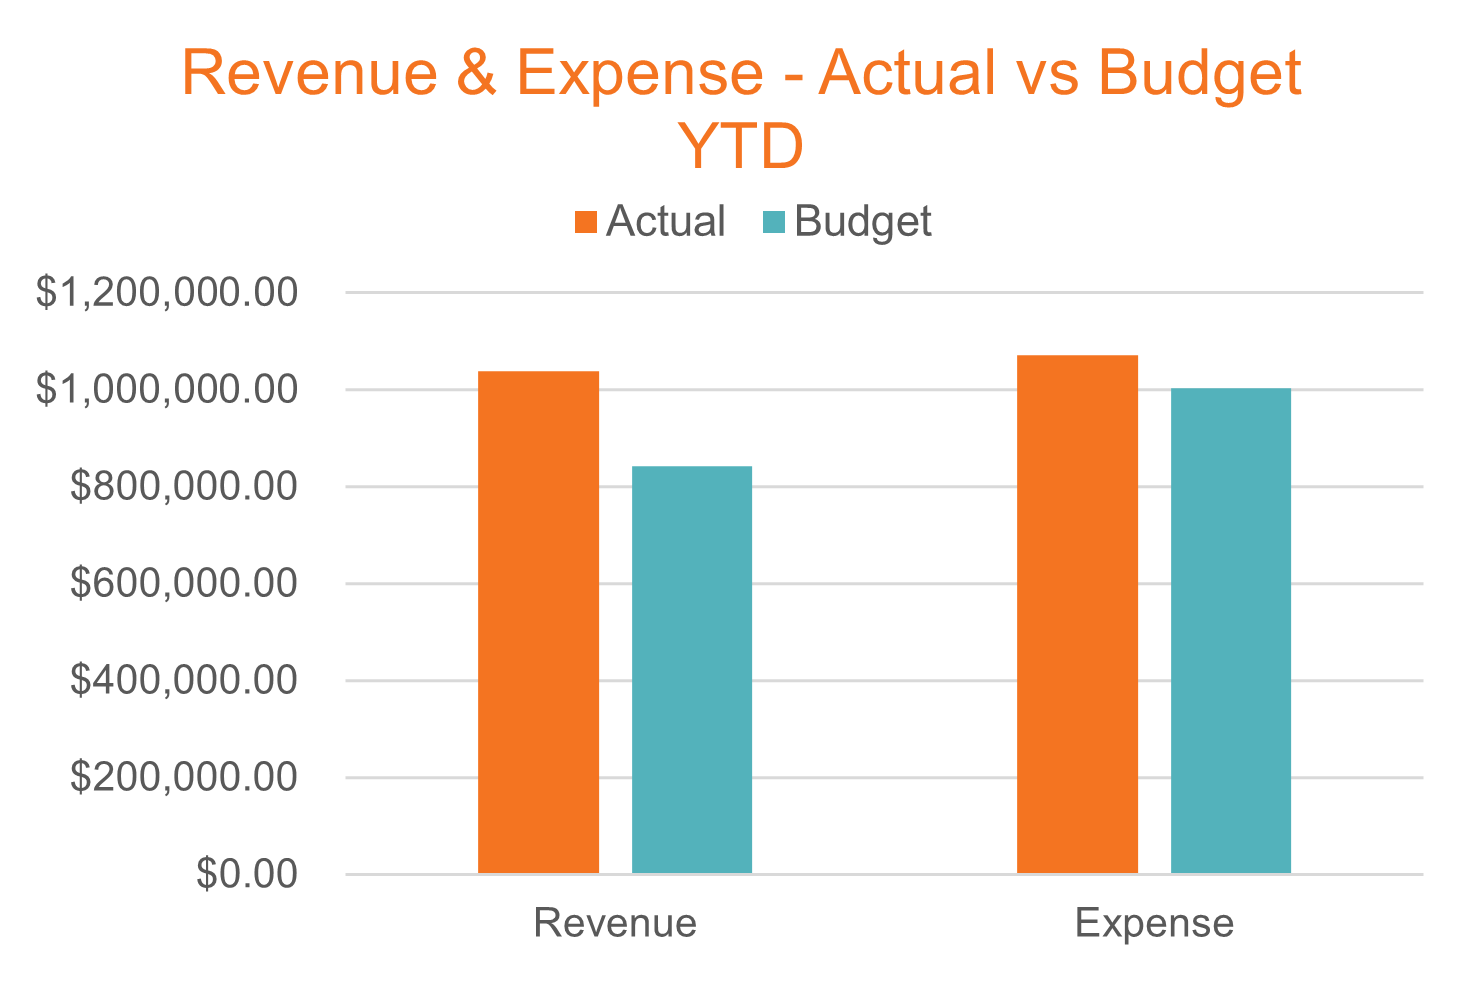 Revenue & Expense - Actual vs Budget
YTD
Actual Budget
$1,200,000.00
$1,000,000.00
$800,000.00
$600,000.00
$400,000.00
$200,000.00
$0.00
Revenue Expense